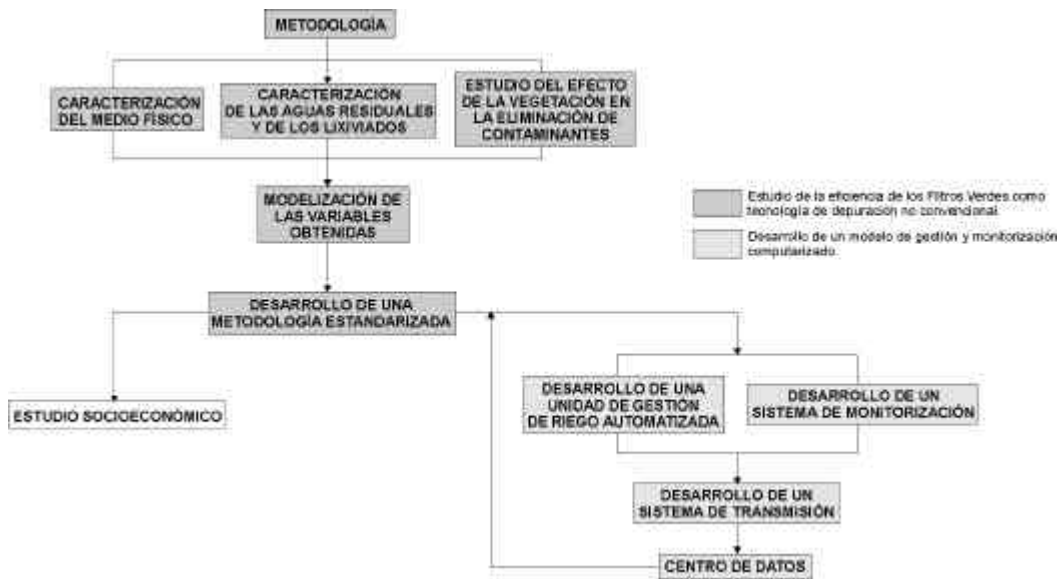 METODOLOGÍA
CARACTERIZACIÓN
DEL MEDIO FÍSICO
CARACTERIZACIÓN
DE LAS AGUAS RESIDUALES
Y DE LOS LIXIVIADOS
ESTUDIO DEL EFECTO
DE LA VEGETACIÓN EN
LA ELIMINACIÓN DE
CONTAMINANTES
MODELIZACIÓN DE
LAS VARIABLES
OBTENIDAS
Estudio de la eficiencia de los Filtros Verdes como
tecnología de depuración no convencional.
Desarrollo de un modelo de gestión y monitorización
computarizado.
DESARROLLO DE UNA
METODOLOGÍA ESTANDARIZADA
ESTUDIO SOCIOECONÓMICO
DESARROLLO DE UNA
UNIDAD DE GESTIÓN
DE RIEGO AUTOMATIZADA
DESARROLLO DE UN
SISTEMA DE MONITORIZACIÓN
DESARROLLO DE UN
SISTEMA DE TRANSMISIÓN
CENTRO DE DATOS